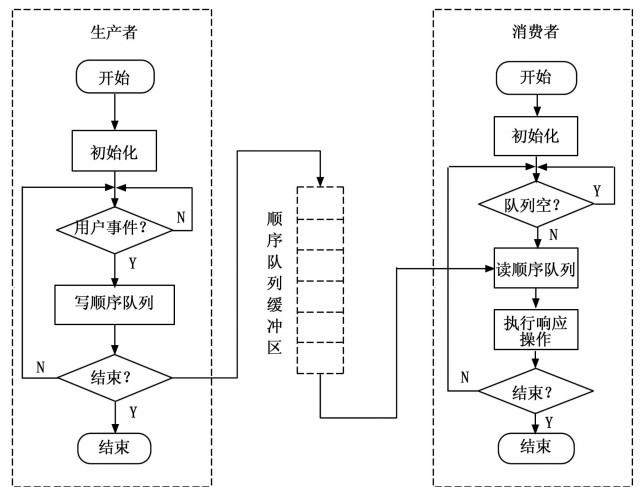 生产者
开始
初始化
用户事件?
N
Y
写顺序队列
N
结束?
Y
结束
顺序队列缓冲区
消费者
开始
初始化
队列空?
Y
N
读顺序队列
执行响应
操作
N
结束?
Y
结束